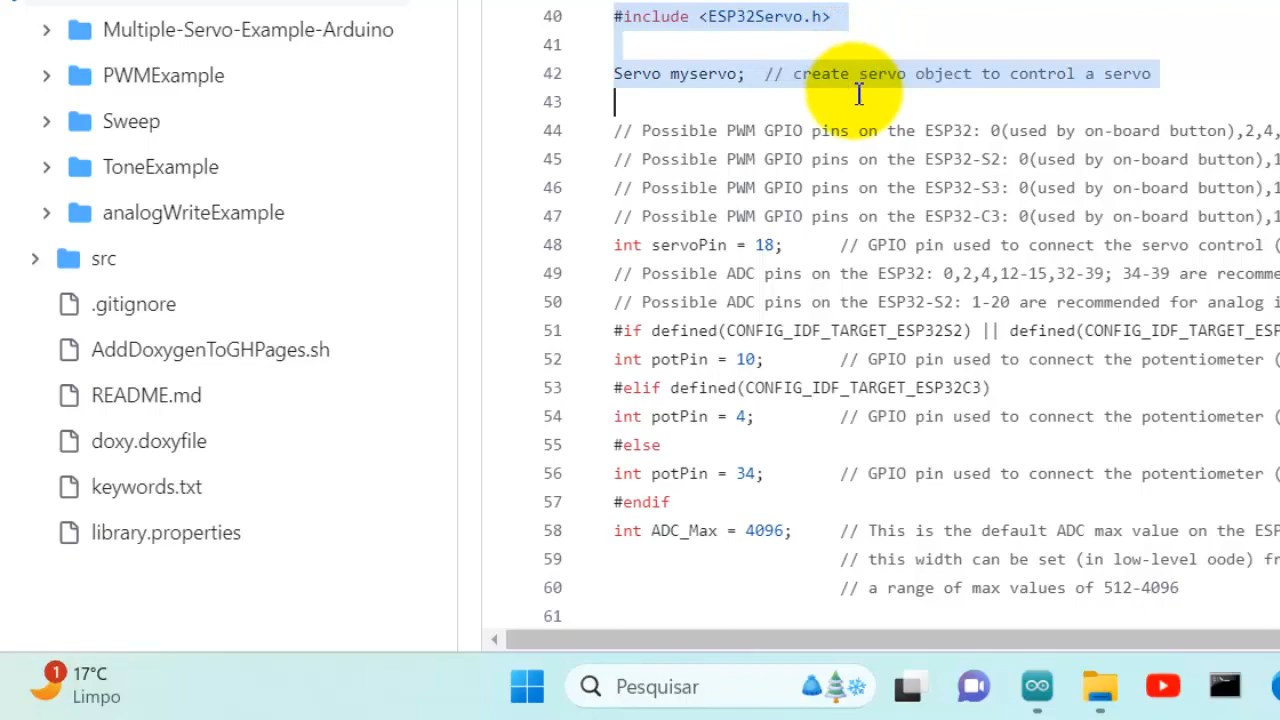 Multiple-Servo-Example-Arduino
PWMExample
Sweep
ToneExample
analogWriteExample
src
.gitignore
AddDoxygenToGHPages.sh
README.md
doxy.doxyfile
keywords.txt
library.properties
40 #include <ESP32Servo.h>
41
42 Servo myservo;  // create servo object to control a servo
43
44 // Possible PWM GPIO pins on the ESP32: 0(used by on-board button),2,4,
45 // Possible PWM GPIO pins on the ESP32-S2: 0(used by on-board button),1
46 // Possible PWM GPIO pins on the ESP32-S3: 0(used by on-board button),1
47 // Possible PWM GPIO pins on the ESP32-C3: 0(used by on-board button),1
48 int servoPin = 18;      // GPIO pin used to connect the servo control (
49 // Possible ADC pins on the ESP32: 0,2,4,12-15,32-39; 34-39 are recomme
50 // Possible ADC pins on the ESP32-S2: 1-20 are recommended for analog i
51 #if defined(CONFIG_IDF_TARGET_ESP32S2) || defined(CONFIG_IDF_TARGET_ESP
52 int potPin = 10;        // GPIO pin used to connect the potentiometer (
53 #elif defined(CONFIG_IDF_TARGET_ESP32C3)
54 int potPin = 4;         // GPIO pin used to connect the potentiometer (
55 #else
56 int potPin = 34;        // GPIO pin used to connect the potentiometer (
57 #endif
58 int ADC_Max = 4096;     // This is the default ADC max value on the ESP
59                         // this width can be set (in low-level oode) fr
60                         // a range of max values of 512-4096
61
1
17°C
Limpo
Pesquisar